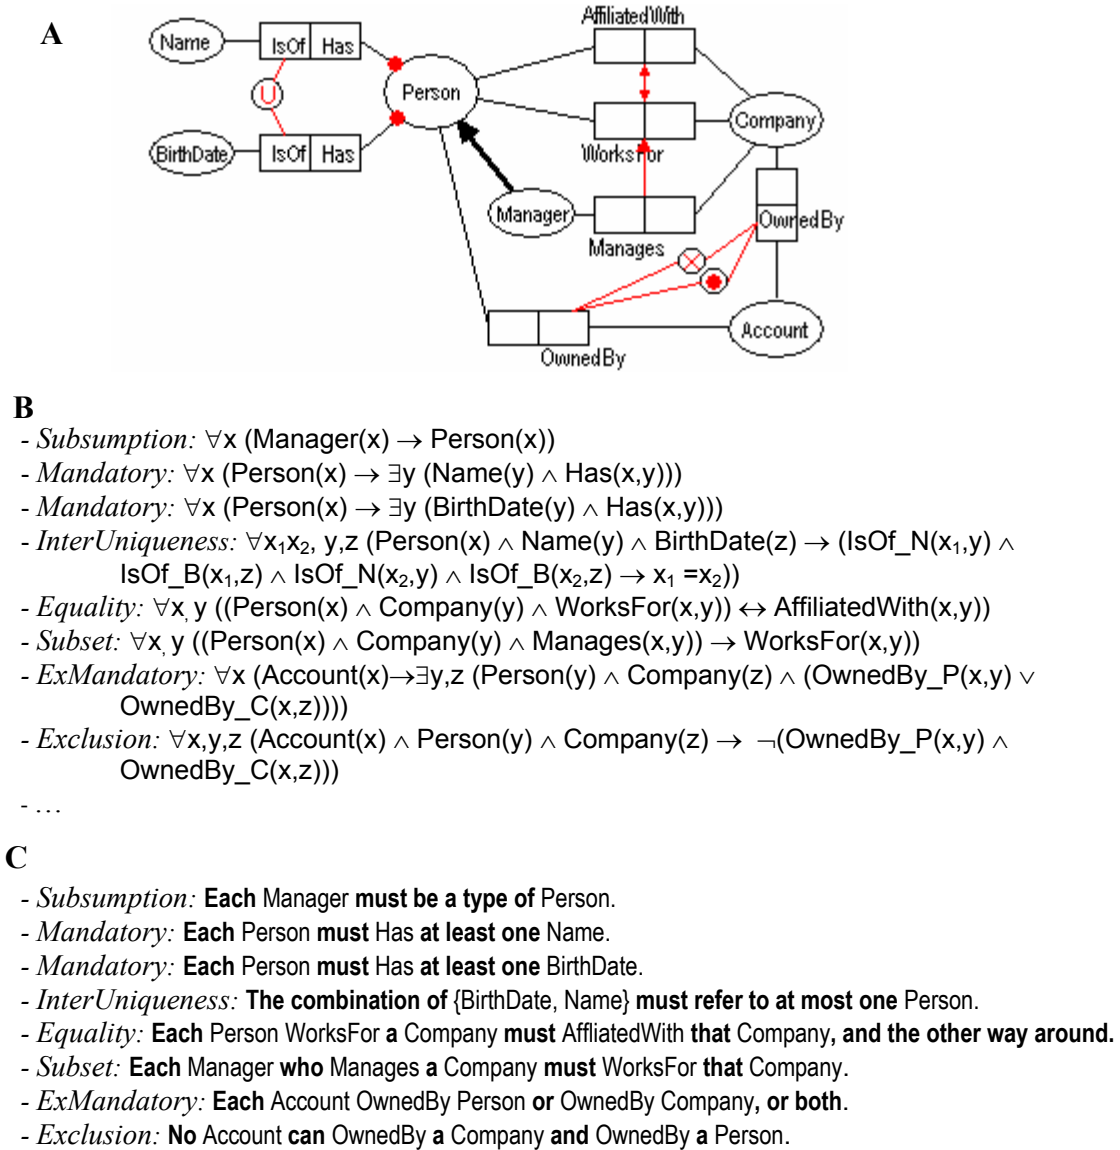 A
AffiliatedWith
Name
IsOf Has
U
Person
Company
BirthDate
IsOf Has
WorksFor
Manager
OwnedBy
Manages
Account
OwnedBy
B
- Subsumption: ∀x (Manager(x) → Person(x))
- Mandatory: ∀x (Person(x) → ∃y (Name(y) ∧ Has(x,y)))
- Mandatory: ∀x (Person(x) → ∃y (BirthDate(y) ∧ Has(x,y)))
- InterUniqueness: ∀x₁x₂, y,z (Person(x) ∧ Name(y) ∧ BirthDate(z) → (IsOf_N(x₁,y) ∧
IsOf_B(x₁,z) ∧ IsOf_N(x₂,y) ∧ IsOf_B(x₂,z) → x₁ =x₂))
- Equality: ∀x, y ((Person(x) ∧ Company(y) ∧ WorksFor(x,y)) ↔ AffiliatedWith(x,y))
- Subset: ∀x, y ((Person(x) ∧ Company(y) ∧ Manages(x,y)) → WorksFor(x,y))
- ExMandatory: ∀x (Account(x)→∃y,z (Person(y) ∧ Company(z) ∧ (OwnedBy_P(x,y) ∨
OwnedBy_C(x,z))))
- Exclusion: ∀x,y,z (Account(x) ∧ Person(y) ∧ Company(z) → ¬(OwnedBy_P(x,y) ∧
OwnedBy_C(x,z)))
- …
C
- Subsumption: Each Manager must be a type of Person.
- Mandatory: Each Person must Has at least one Name.
- Mandatory: Each Person must Has at least one BirthDate.
- InterUniqueness: The combination of {BirthDate, Name} must refer to at most one Person.
- Equality: Each Person WorksFor a Company must AffliatedWith that Company, and the other way around.
- Subset: Each Manager who Manages a Company must WorksFor that Company.
- ExMandatory: Each Account OwnedBy Person or OwnedBy Company, or both.
- Exclusion: No Account can OwnedBy a Company and OwnedBy a Person.